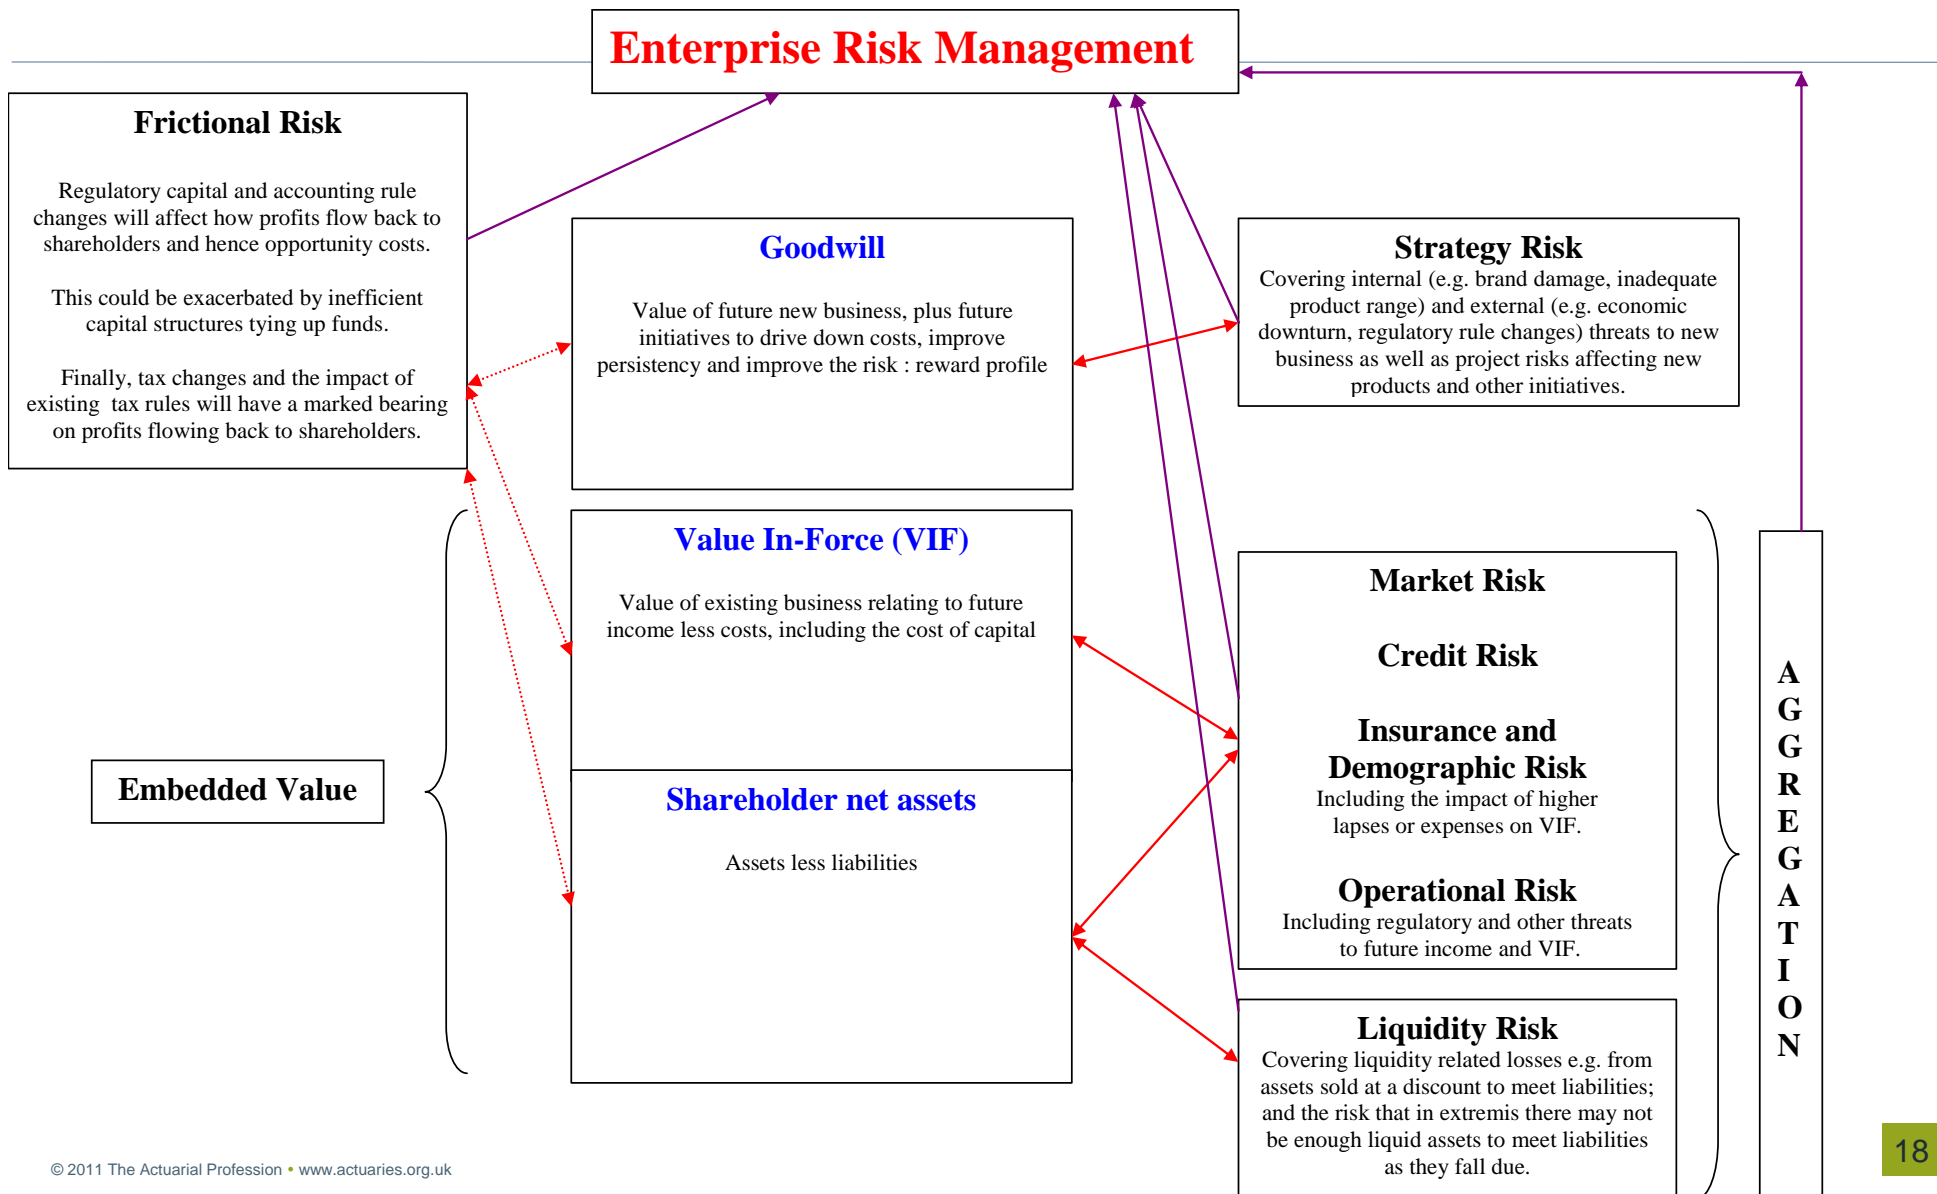 Enterprise Risk Management
Frictional Risk
Regulatory capital and accounting rule
changes will affect how profits flow back to
shareholders and hence opportunity costs.
This could be exacerbated by inefficient
capital structures tying up funds.
Finally, tax changes and the impact of
existing tax rules will have a marked bearing
on profits flowing back to shareholders.
Goodwill
Value of future new business, plus future
initiatives to drive down costs, improve
persistency and improve the risk : reward profile
Strategy Risk
Covering internal (e.g. brand damage, inadequate
product range) and external (e.g. economic
downturn, regulatory rule changes) threats to new
business as well as project risks affecting new
products and other initiatives.
Value In-Force (VIF)
Value of existing business relating to future
income less costs, including the cost of capital
Market Risk
Credit Risk
Insurance and
Demographic Risk
Including the impact of higher
lapses or expenses on VIF.
Operational Risk
Including regulatory and other threats
to future income and VIF.
Embedded Value
Shareholder net assets
Assets less liabilities
Liquidity Risk
Covering liquidity related losses e.g. from
assets sold at a discount to meet liabilities;
and the risk that in extremis there may not
be enough liquid assets to meet liabilities
as they fall due.
A
G
G
R
E
G
A
T
I
O
N
© 2011 The Actuarial Profession • www.actuaries.org.uk
18